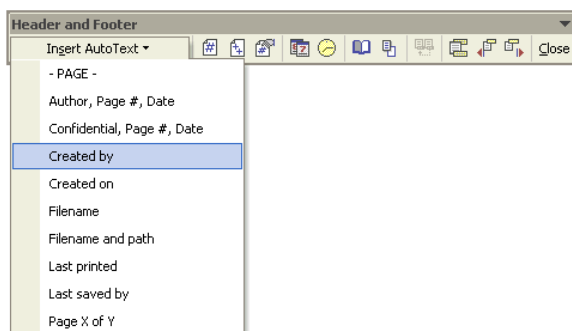 Header and Footer
Insert AutoText Close
- PAGE -
Author, Page #, Date
Confidential, Page #, Date
Created by
Created on
Filename
Filename and path
Last printed
Last saved by
Page X of Y